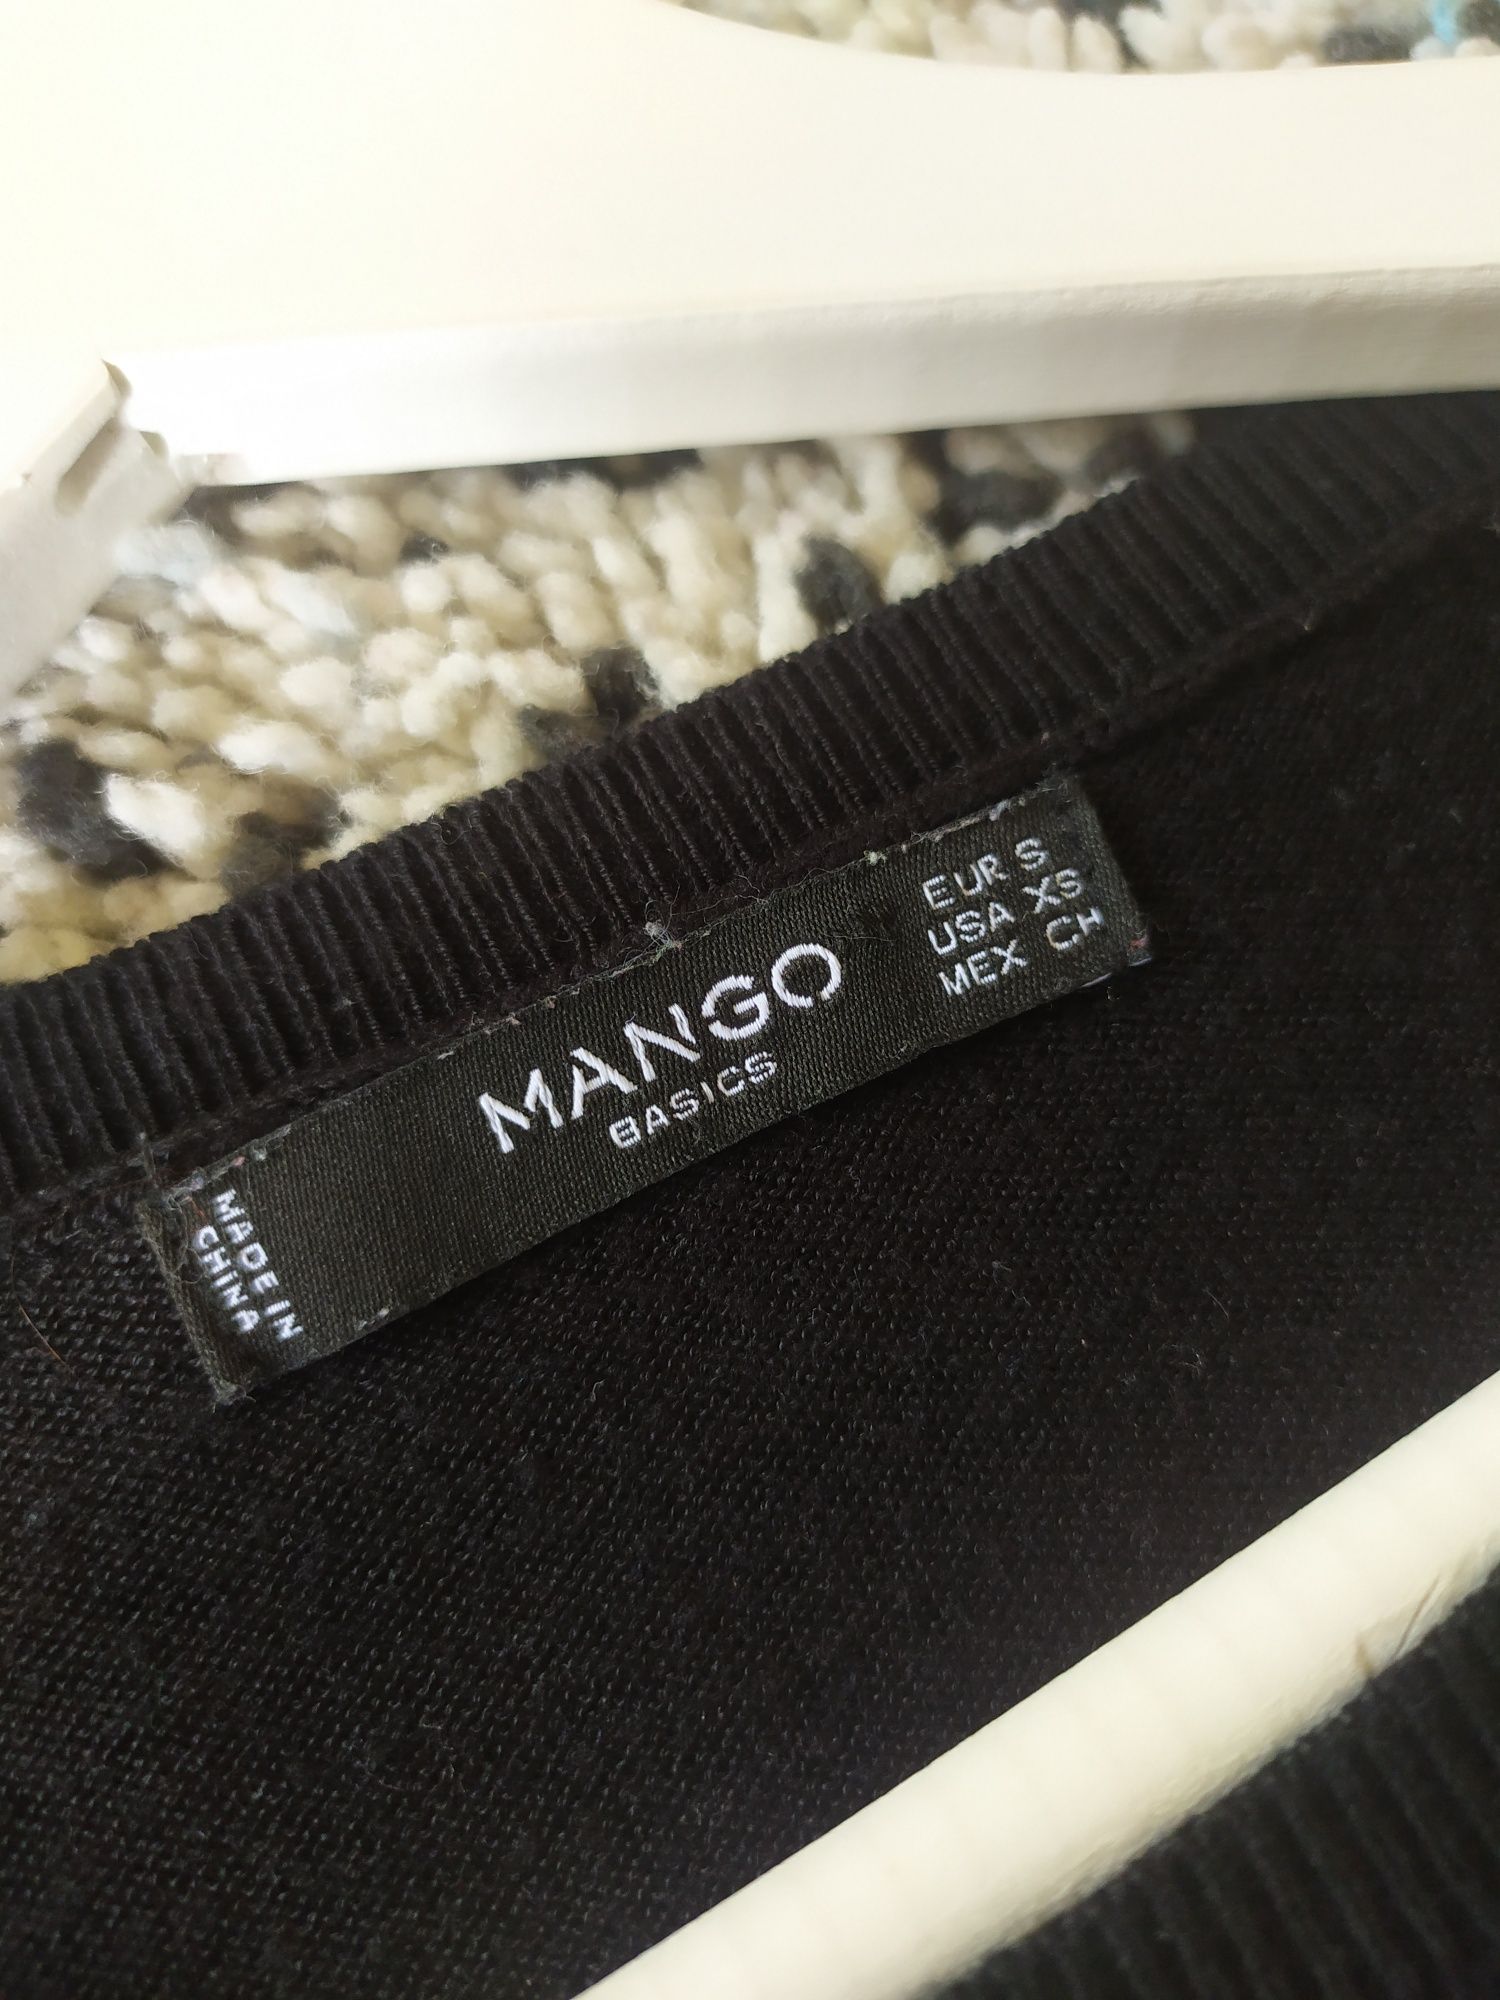 MANGO
BASICS
EUR S
USA XS
MEX CH
MADE IN
CHINA